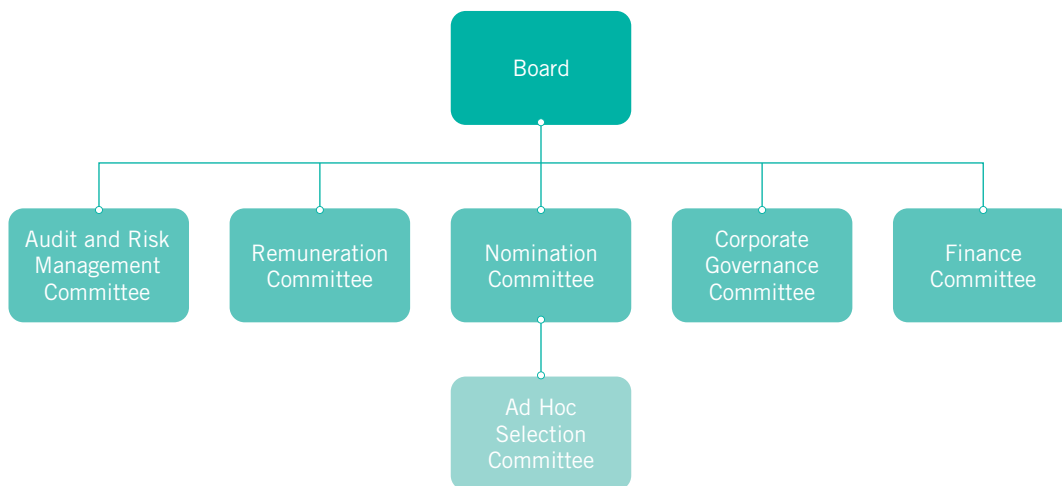 Board
Audit and Risk
Management
Committee
Remuneration
Committee
Nomination
Committee
Corporate
Governance
Committee
Finance
Committee
Ad Hoc
Selection
Committee